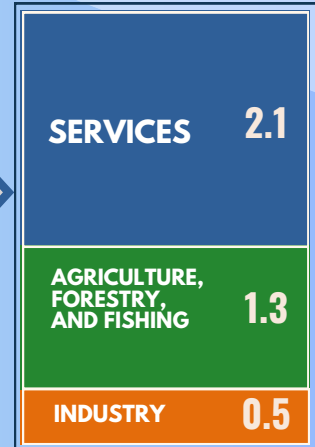 SERVICES 2.1
AGRICULTURE,
FORESTRY,
AND FISHING 1.3
INDUSTRY 0.5